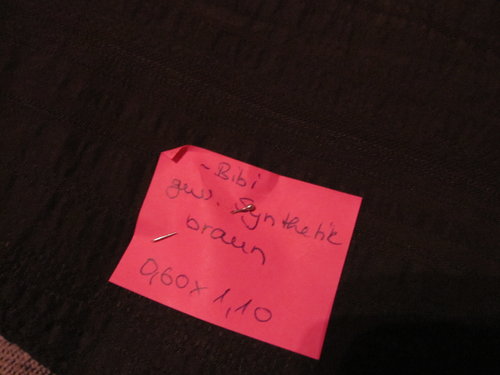 ~ Bibi
gew. Synthetik
braun
0,60 x 1,10